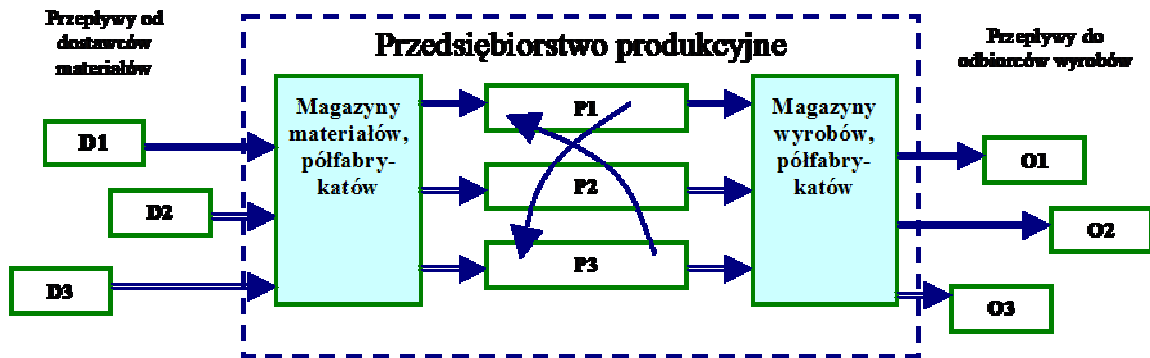 Przepływy od
dostawców
materiałów
Przedsiębiorstwo produkcyjne
Przepływy do
odbiorców wyrobów
Magazyny
materiałów,
półfabry-
katów
P1
P2
P3
Magazyny
wyrobów,
półfabry-
katów
D1
D2
D3
O1
O2
O3